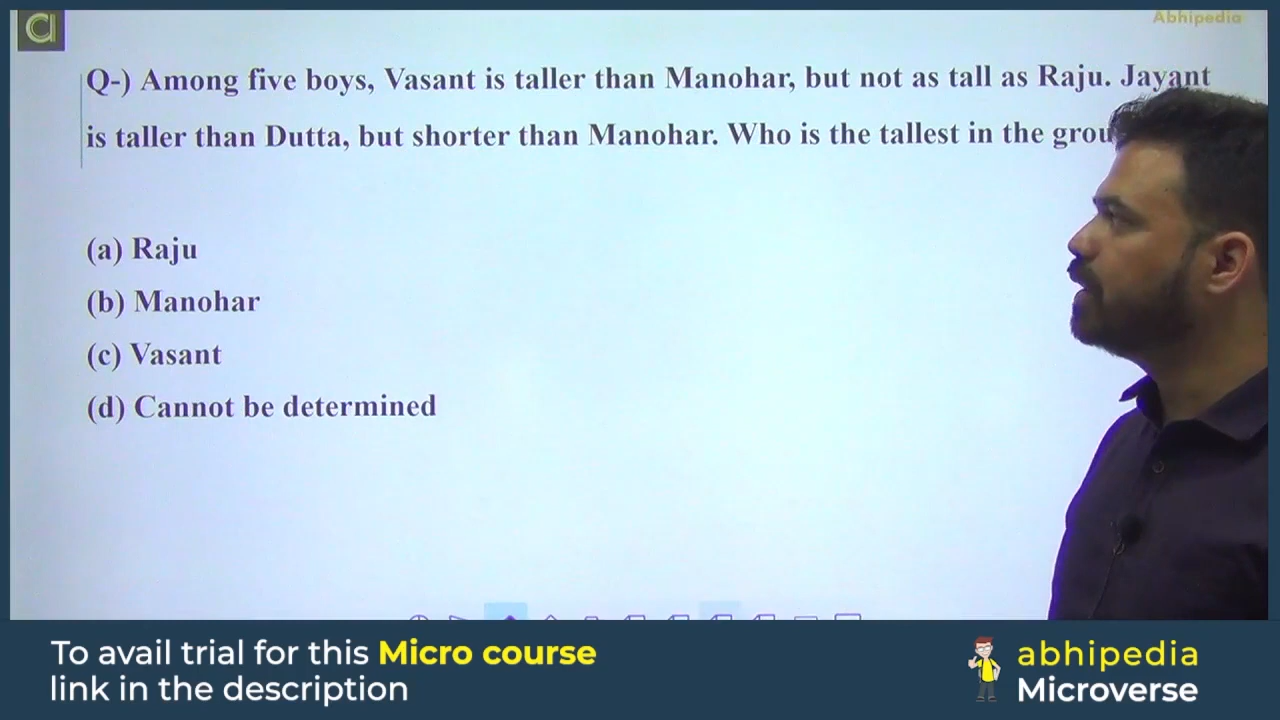 Abhipedia
Q-) Among five boys, Vasant is taller than Manohar, but not as tall as Raju. Jayant
is taller than Dutta, but shorter than Manohar. Who is the tallest in the
(a) Raju
(b) Manohar
(c) Vasant
(d) Cannot be determined
To avail trial for this Micro course
link in the description
abhipedia
Microverse